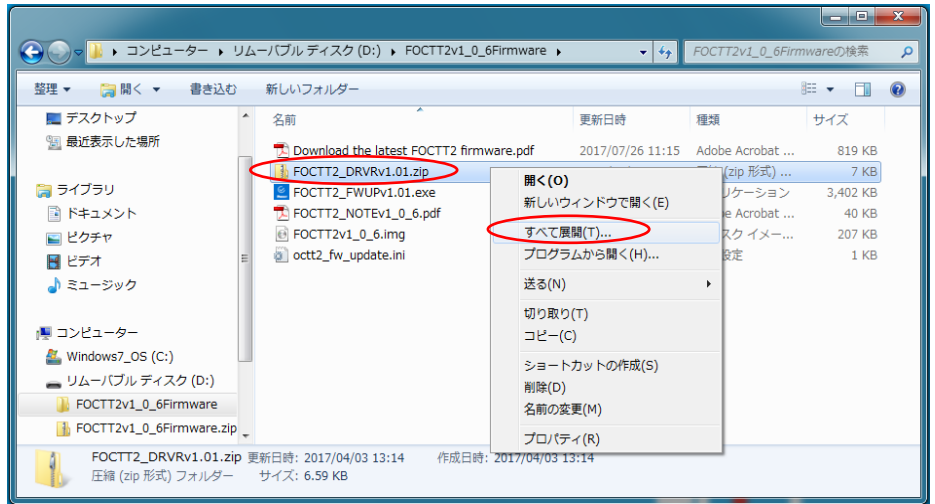 コンピューター ▸ リムーバブル ディスク (D:) ▸ FOCTT2v1_0_6Firmware ▸
FOCTT2v1_0_6Firmwareの検索
整理 開く 書き込む 新しいフォルダー
デスクトップ
最近表示した場所
ライブラリ
ドキュメント
ピクチャ
ビデオ
ミュージック
コンピューター
Windows7_OS (C:)
リムーバブル ディスク (D:)
FOCTT2v1_0_6Firmware
FOCTT2v1_0_6Firmware.zip
名前 更新日時 種類 サイズ
Download the latest FOCTT2 firmware.pdf 2017/07/26 11:15 Adobe Acrobat ... 819 KB
FOCTT2_DRVRv1.01.zip (zip 形式) ... 7 KB
FOCTT2_FWUPv1.01.exe リケーション 3,402 KB
FOCTT2_NOTEv1_0_6.pdf e Acrobat ... 40 KB
FOCTT2v1_0_6.img スク イメー... 207 KB
octt2_fw_update.ini 設定 1 KB
開く(O)
新しいウィンドウで開く(E)
すべて展開(T)...
プログラムから開く(H)...
送る(N)
切り取り(T)
コピー(C)
ショートカットの作成(S)
削除(D)
名前の変更(M)
プロパティ(R)
FOCTT2_DRVRv1.01.zip 更新日時: 2017/04/03 13:14 作成日時: 2017/04/03 13:14
圧縮 (zip 形式) フォルダー サイズ: 6.59 KB